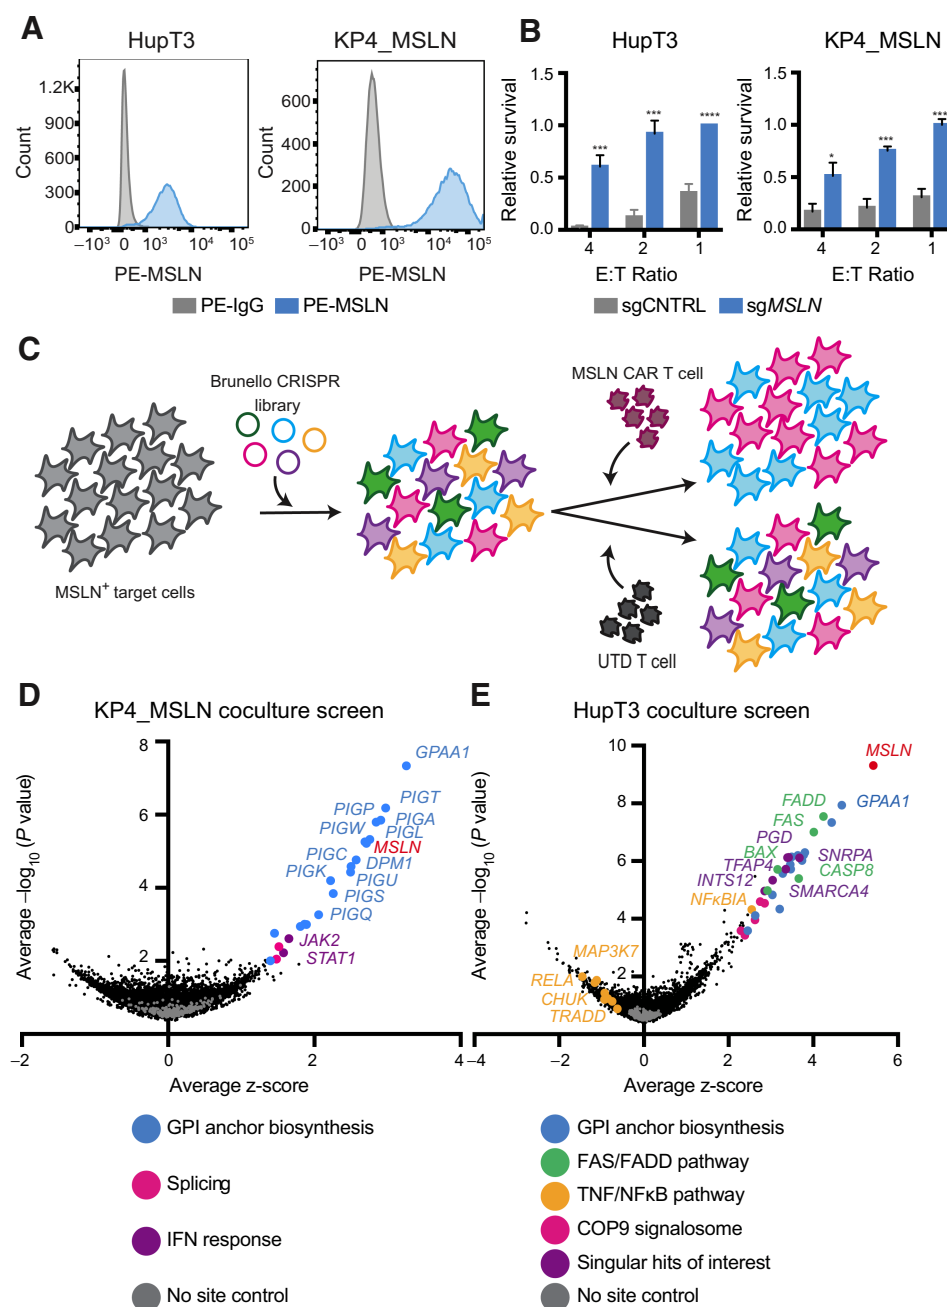 A
HupT3
KP4_MSLN
Count
1.2K
900
600
300
0
–10³ 0 10³ 10⁴ 10⁵
PE-MSLN
Count
600
400
200
0
–10³ 0 10³ 10⁴ 10⁵
PE-MSLN
PE-IgG PE-MSLN
B
HupT3
KP4_MSLN
Relative survival
1.5
1.0
0.5
0.0
*** *** ****
4 2 1
Relative survival
1.5
1.0
0.5
0.0
* *** ***
4 2 1
E:T Ratio
E:T Ratio
sgCNTRL sgMSLN
C
Brunello CRISPR
library
MSLN CAR T cell
MSLN⁺ target cells
UTD T cell
D
KP4_MSLN coculture screen
Average –log₁₀ (P value)
8
6
4
2
GPAA1
PIGT
PIGP
PIGA
PIGW
PIGL
MSLN
PIGC
DPM1
PIGK
PIGU
PIGS
PIGQ
JAK2
STAT1
–2 0 2 4
Average z-score
GPI anchor biosynthesis
Splicing
IFN response
No site control
E
HupT3 coculture screen
Average –log₁₀ (P value)
10
8
6
4
2
MSLN
FADD
GPAA1
FAS
PGD
BAX
SNRPA
TFAP4
CASP8
INTS12
SMARCA4
NFκBIA
MAP3K7
RELA
CHUK
TRADD
–4 –2 0 2 4 6
Average z-score
GPI anchor biosynthesis
FAS/FADD pathway
TNF/NFκB pathway
COP9 signalosome
Singular hits of interest
No site control